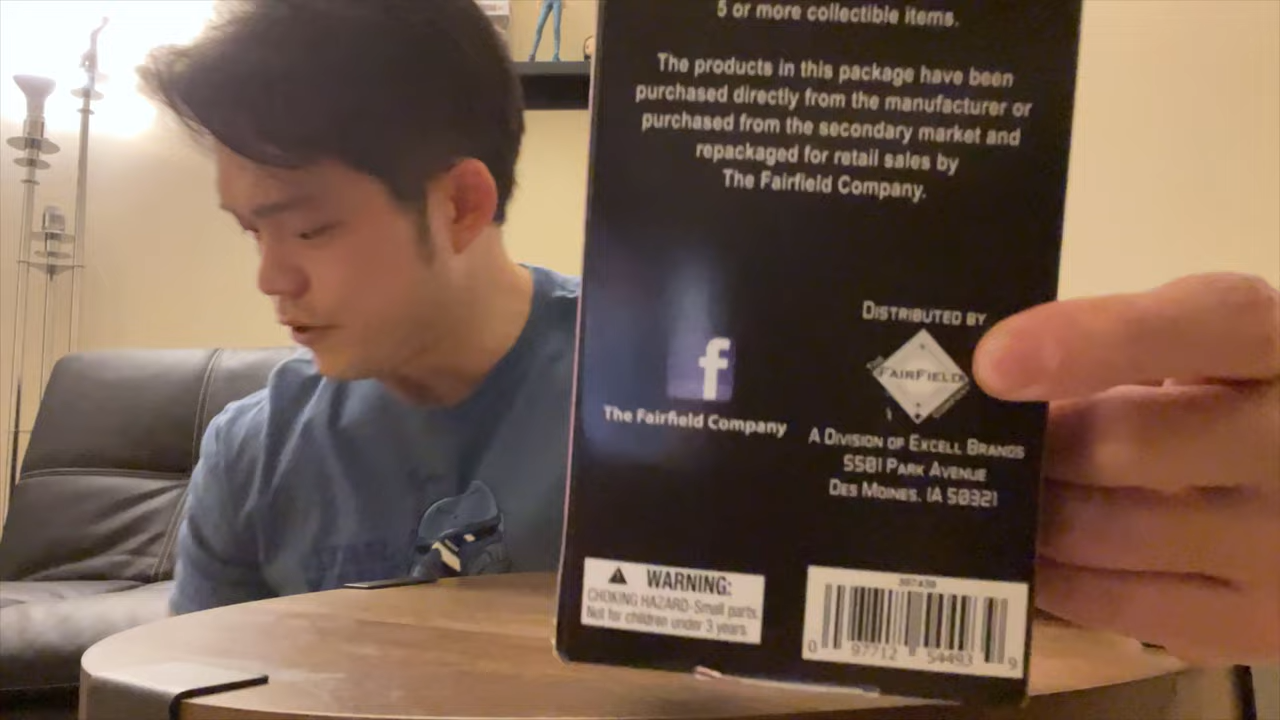 5 or more collectible items.
The products in this package have been
purchased directly from the manufacturer or
purchased from the secondary market and
repackaged for retail sales by
The Fairfield Company.
f
The Fairfield Company
DISTRIBUTED BY
THE
FAIRFIELD
COMPANY
A DIVISION OF EXCELL BRANDS
5501 PARK AVENUE
DES MOINES, IA 50321
WARNING:
CHOKING HAZARD-Small parts.
Not for children under 3 years.
0 97712 54493 9